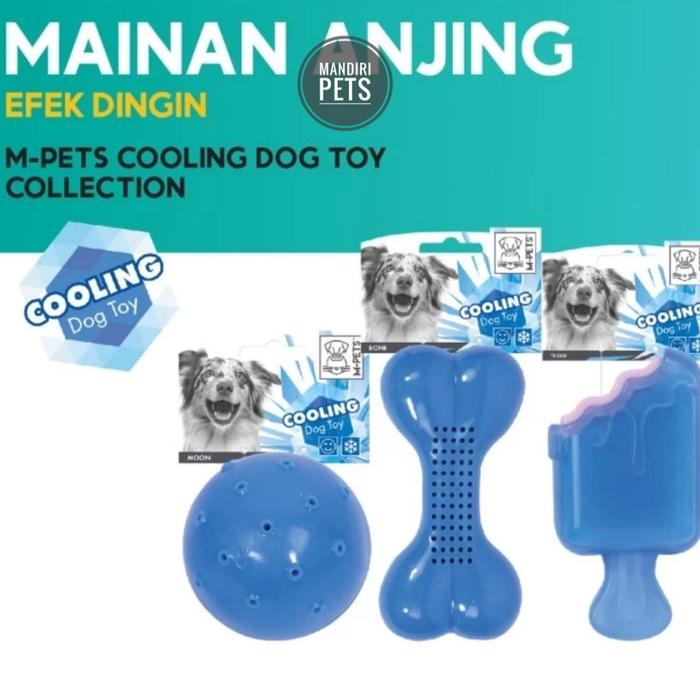 MAINAN ANJING
MANDIRI
PETS
EFEK DINGIN
M-PETS COOLING DOG TOY
COLLECTION
COOLING
Dog Toy
M-PETS
COOLING
Dog Toy
BONE
M-PETS
COOLING
Dog Toy
COOLING
Dog Toy
MOON